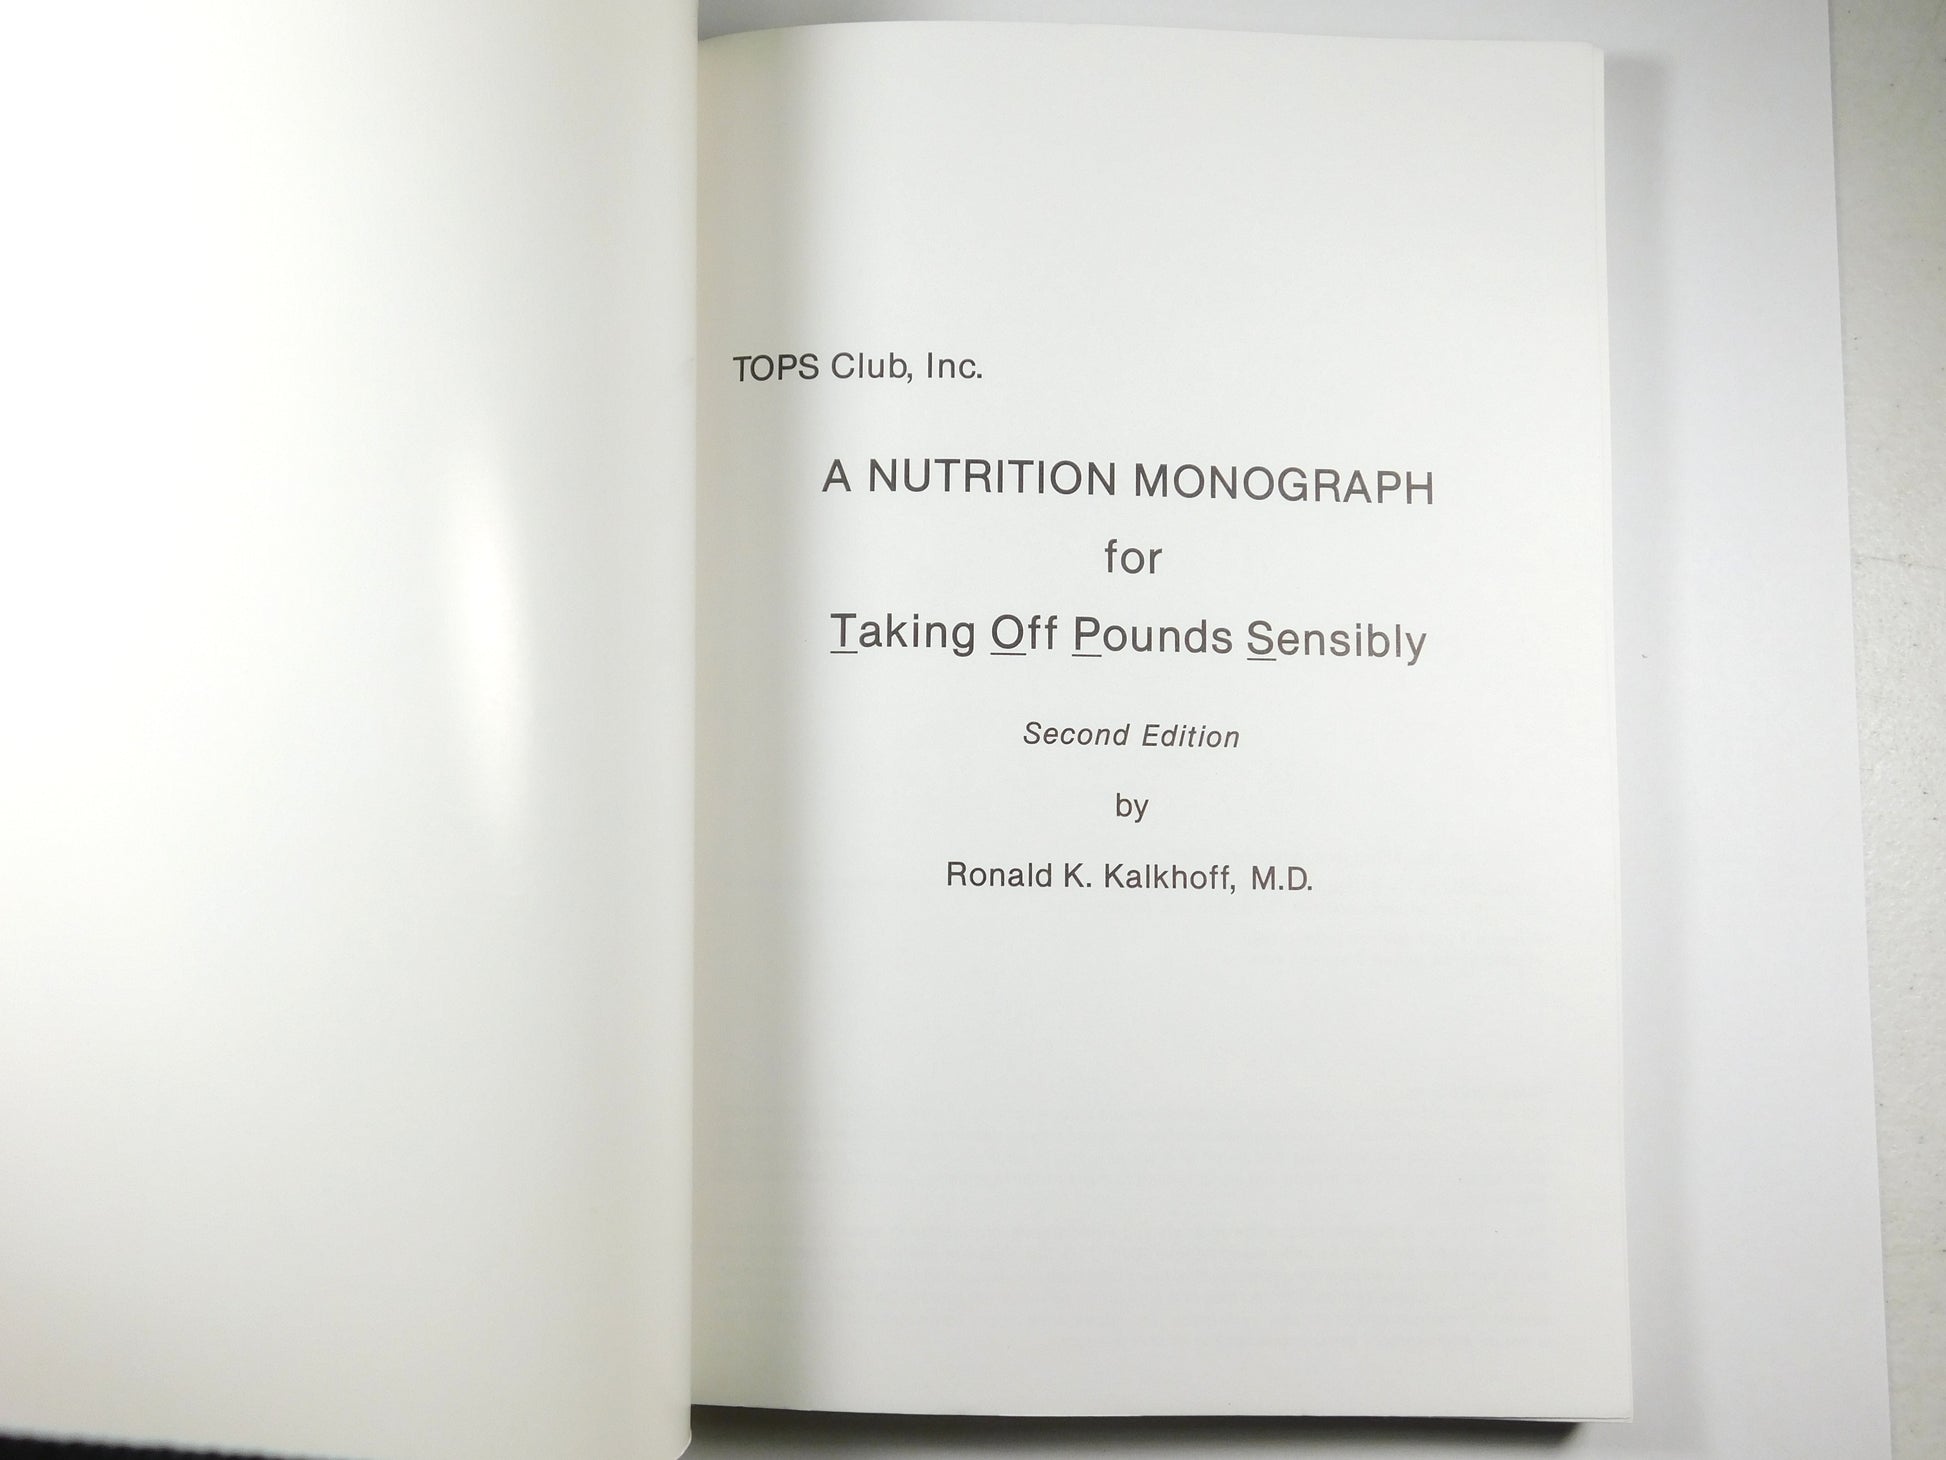 TOPS Club, Inc.
A NUTRITION MONOGRAPH
for
Taking Off Pounds Sensibly
Second Edition
by
Ronald K. Kalkhoff, M.D.